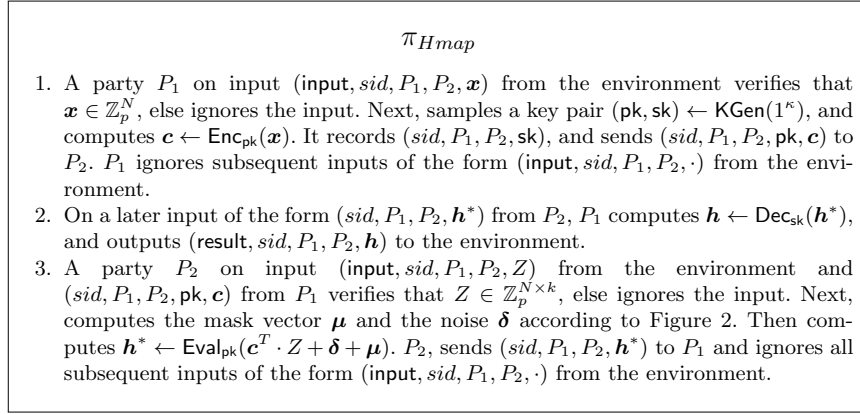 π_{Hmap}
1. A party P_1 on input (input, sid, P_1, P_2, x) from the environment verifies that
x ∈ ℤ_p^N, else ignores the input. Next, samples a key pair (pk, sk) ← KGen(1^κ), and
computes c ← Enc_{pk}(x). It records (sid, P_1, P_2, sk), and sends (sid, P_1, P_2, pk, c) to
P_2. P_1 ignores subsequent inputs of the form (input, sid, P_1, P_2, ·) from the envi-
ronment.
2. On a later input of the form (sid, P_1, P_2, h*) from P_2, P_1 computes h ← Dec_{sk}(h*),
and outputs (result, sid, P_1, P_2, h) to the environment.
3. A party P_2 on input (input, sid, P_1, P_2, Z) from the environment and
(sid, P_1, P_2, pk, c) from P_1 verifies that Z ∈ ℤ_p^{N×k}, else ignores the input. Next,
computes the mask vector μ and the noise δ according to Figure 2. Then com-
putes h* ← Eval_{pk}(c^T · Z + δ + μ). P_2, sends (sid, P_1, P_2, h*) to P_1 and ignores all
subsequent inputs of the form (input, sid, P_1, P_2, ·) from the environment.